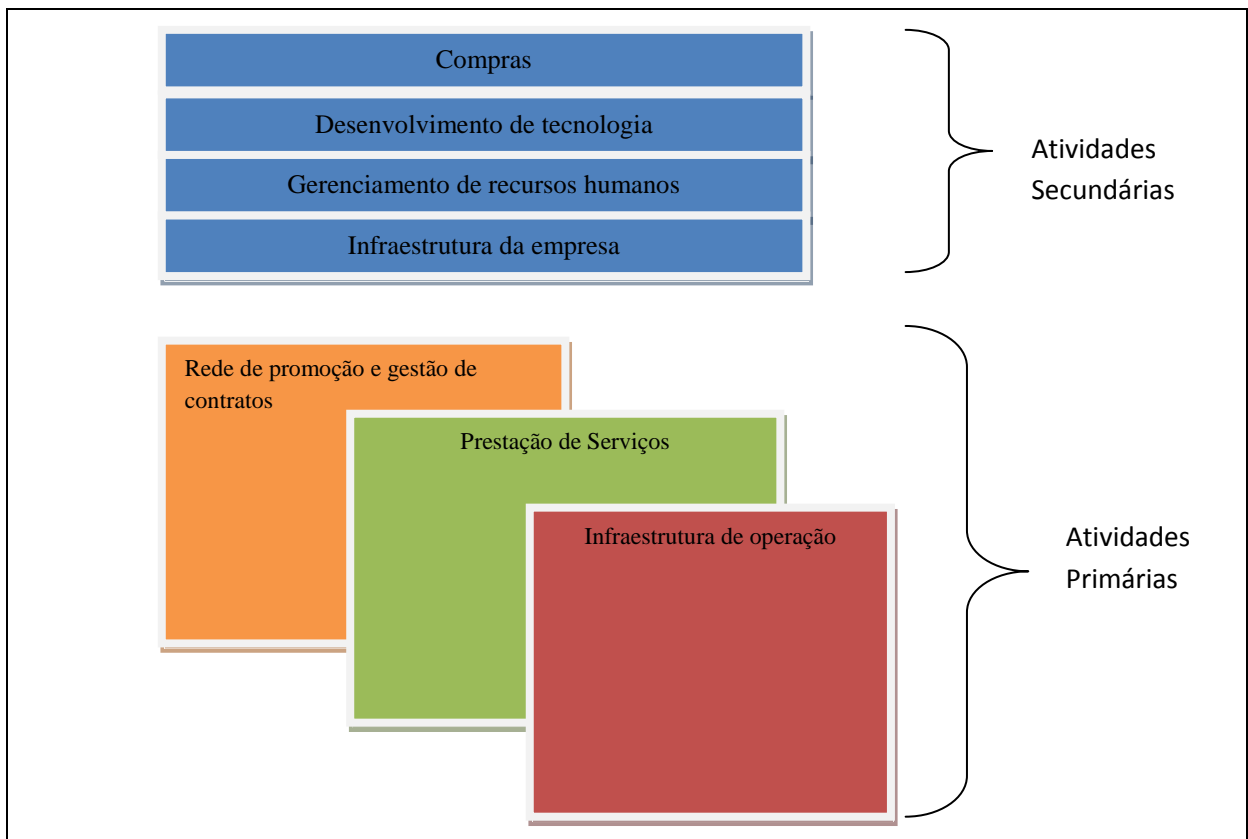 Compras
Desenvolvimento de tecnologia
Gerenciamento de recursos humanos
Infraestrutura da empresa
Atividades
Secundárias
Rede de promoção e gestão de
contratos
Prestação de Serviços
Infraestrutura de operação
Atividades
Primárias